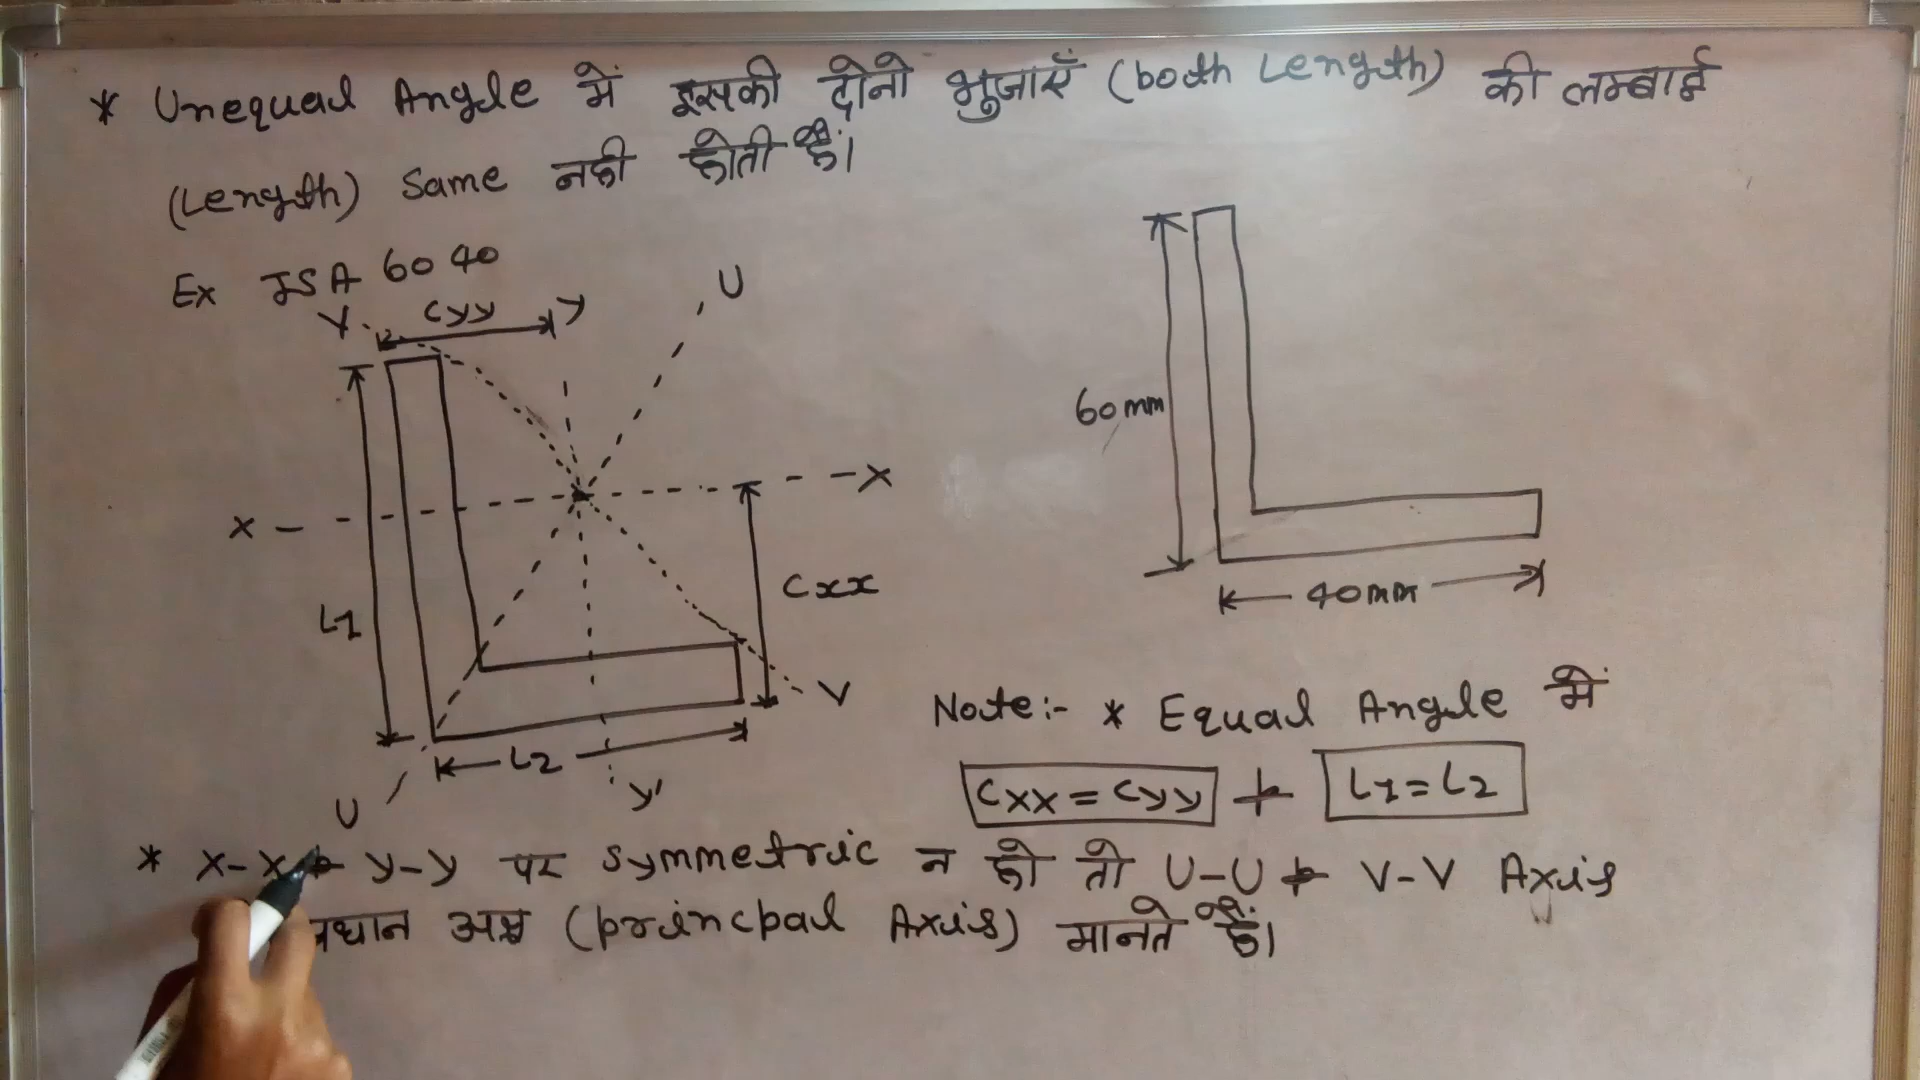 * Unequal Angle में इसकी दोनो भुजाएँ (both Length) की लम्बाई
(Length) Same नही होती हैं।
Ex ISA 60 40
V Cyy y U
60mm
X X
L1 Cxx
40mm
V
L2
U y'
Note:- * Equal Angle में
Cxx = Cyy + L1 = L2
* X-X + y-y पर Symmetric न हो तो U-U + V-V Axis
प्रधान अक्ष (princpal Axis) मानते हैं।